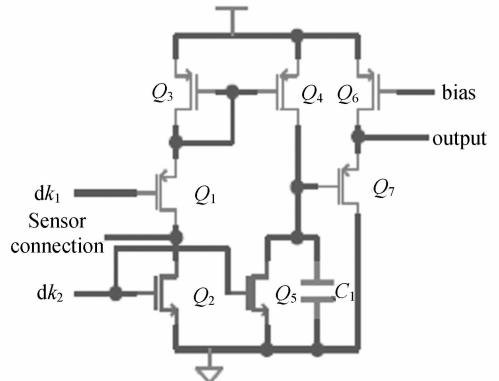 Q3
Q4
Q6
bias
output
dk1
Q1
Q7
Sensor
connection
dk2
Q2
Q5
C1